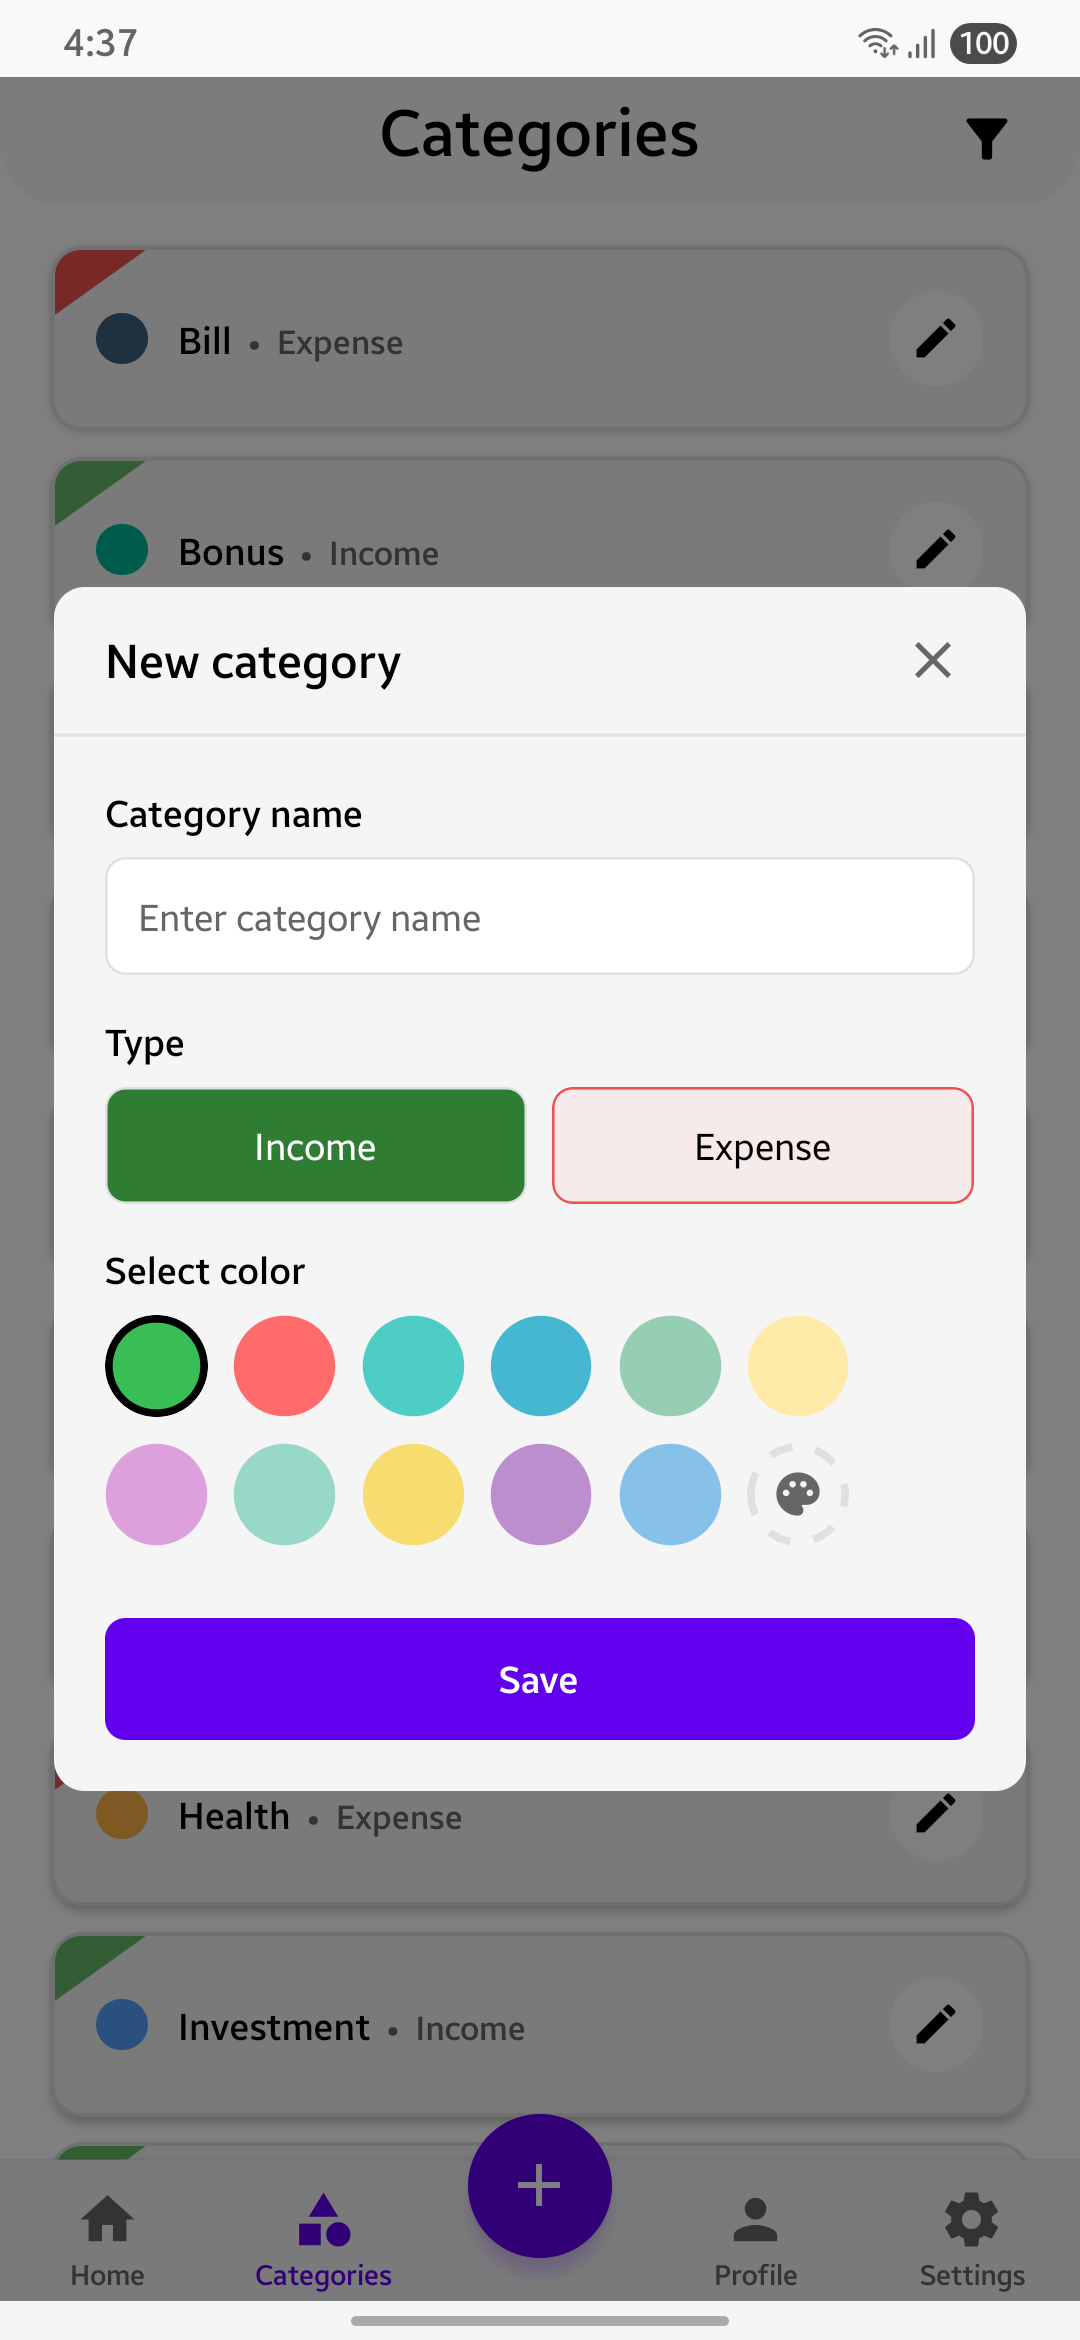 4:37
100
Categories
Bill • Expense
Bonus • Income
New category
Category name
Enter category name
Type
Income
Expense
Select color
Save
Health • Expense
Investment • Income
Home
Categories
Profile
Settings